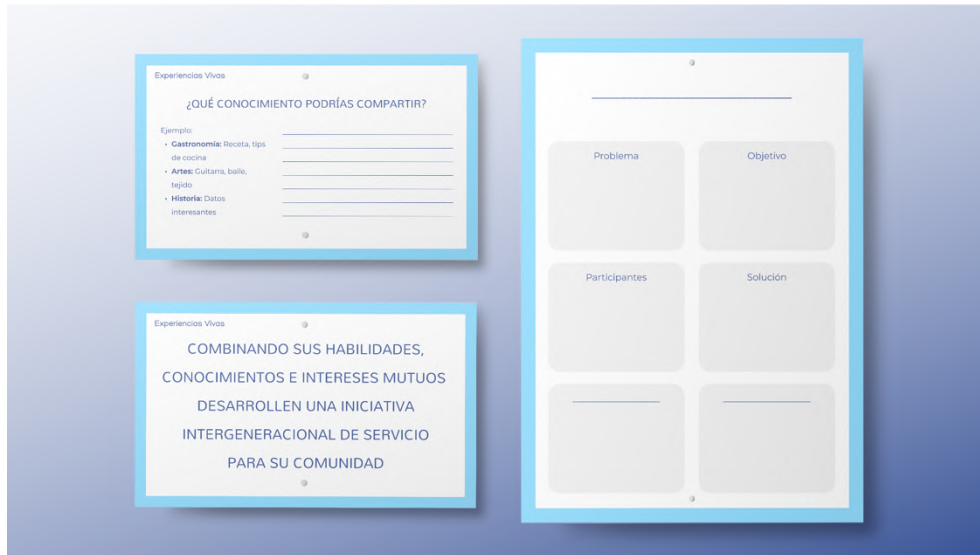 Experiencias Vivas
¿QUÉ CONOCIMIENTO PODRÍAS COMPARTIR?
Ejemplo:
• Gastronomía: Receta, tips
de cocina
• Artes: Guitarra, baile,
tejido
• Historia: Datos
interesantes
Experiencias Vivas
COMBINANDO SUS HABILIDADES,
CONOCIMIENTOS E INTERESES MUTUOS
DESARROLLEN UNA INICIATIVA
INTERGENERACIONAL DE SERVICIO
PARA SU COMUNIDAD
Problema
Objetivo
Participantes
Solución